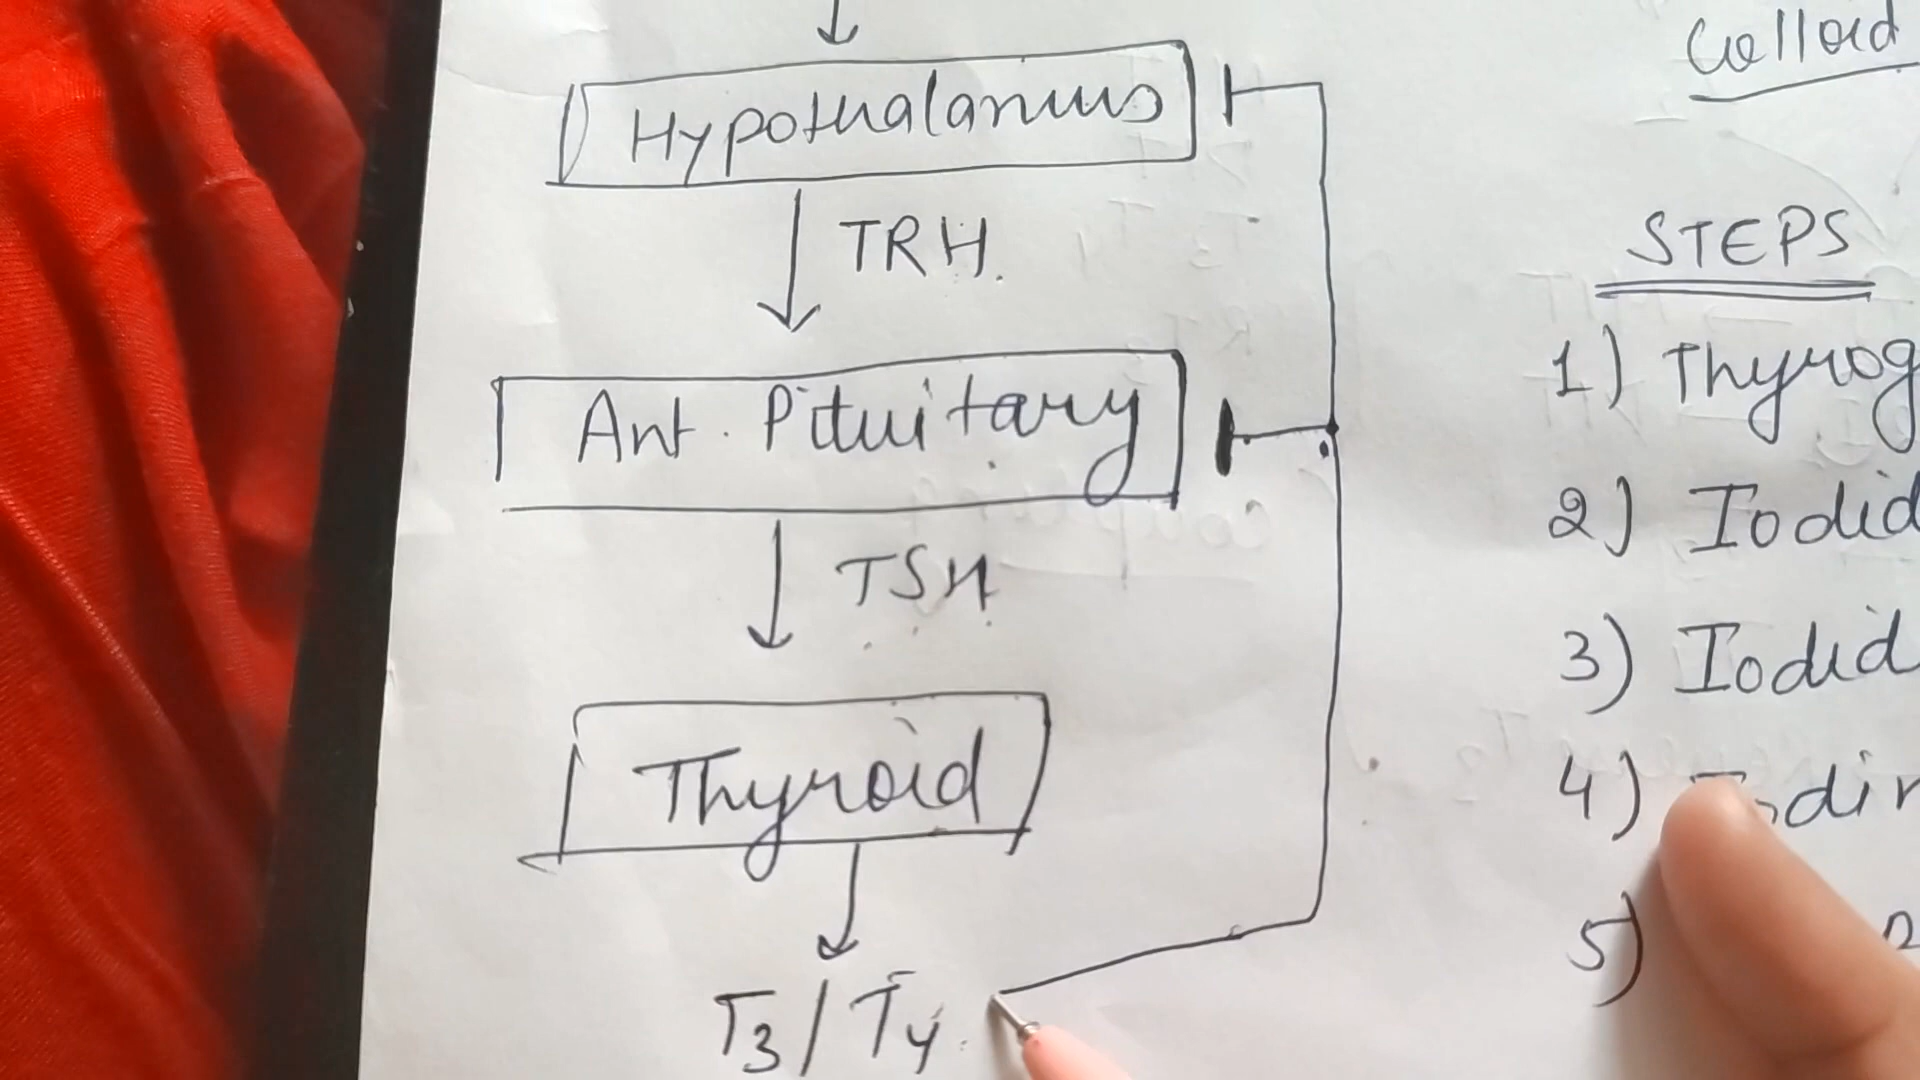 Hypothalamus
TRH.
Ant. Pituitary
TSH
Thyroid
T3/T4
Colloid
STEPS
1) Thyrog
2) Iodid
3) Iodid
4)
5)